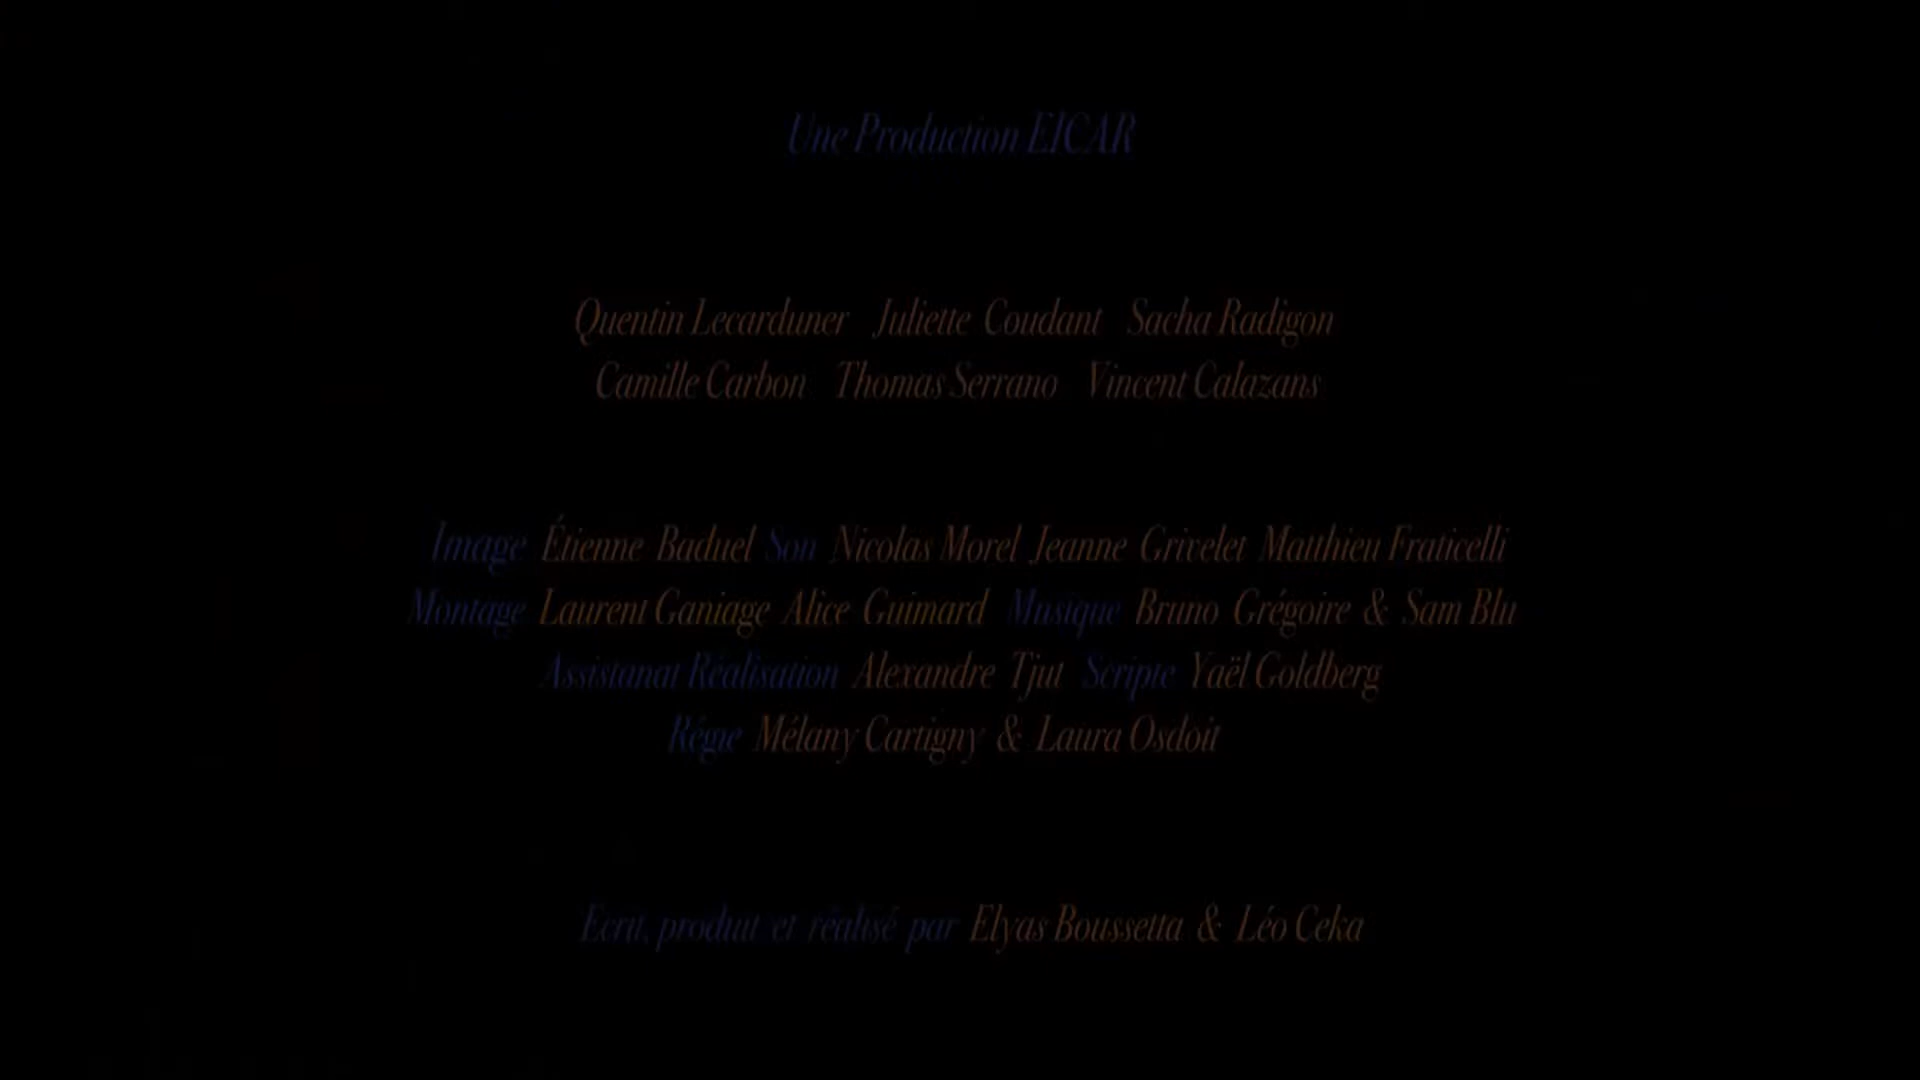 Une Production EICAR
Quentin Lecarduner Juliette Coudant Sacha Radigon
Camille Carbon Thomas Serrano Vincent Calazans
Image Étienne Baduel Son Nicolas Morel Jeanne Grivelet Matthieu Fraticelli
Montage Laurent Ganiage Alice Guimard Musique Bruno Grégoire & Sam Blu
Assistanat Réalisation Alexandre Tjut Scripte Yaël Goldberg
Régie Mélany Cartigny & Laura Osdoit
Écrit, produit et réalisé par Elyas Boussetta & Léo Ceka